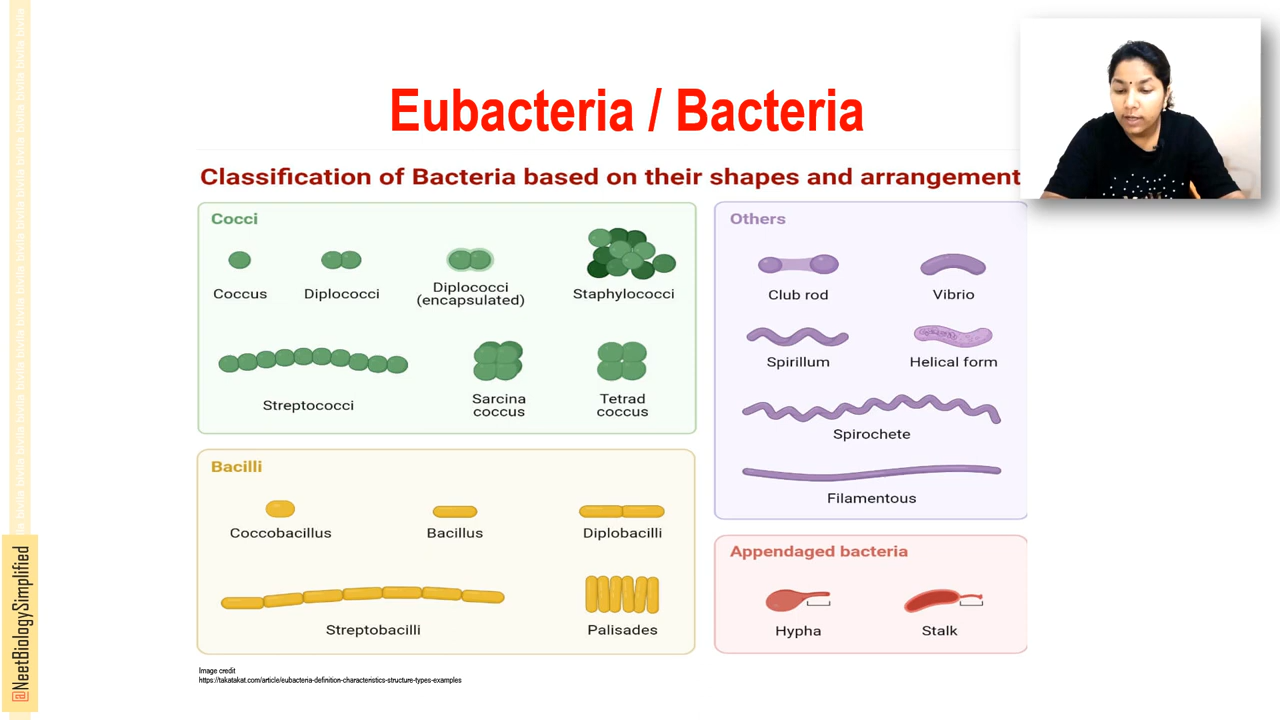 Eubacteria / Bacteria
Classification of Bacteria based on their shapes and arrangement
Cocci
Coccus
Diplococci
Diplococci
(encapsulated)
Staphylococci
Streptococci
Sarcina
coccus
Tetrad
coccus
Bacilli
Coccobacillus
Bacillus
Diplobacilli
Streptobacilli
Palisades
Others
Club rod
Vibrio
Spirillum
Helical form
Spirochete
Filamentous
Appendaged bacteria
Hypha
Stalk
Image credit
https://takatakat.com/article/eubacteria-definition-characteristics-structure-types-examples
@NeetBiologySimplified